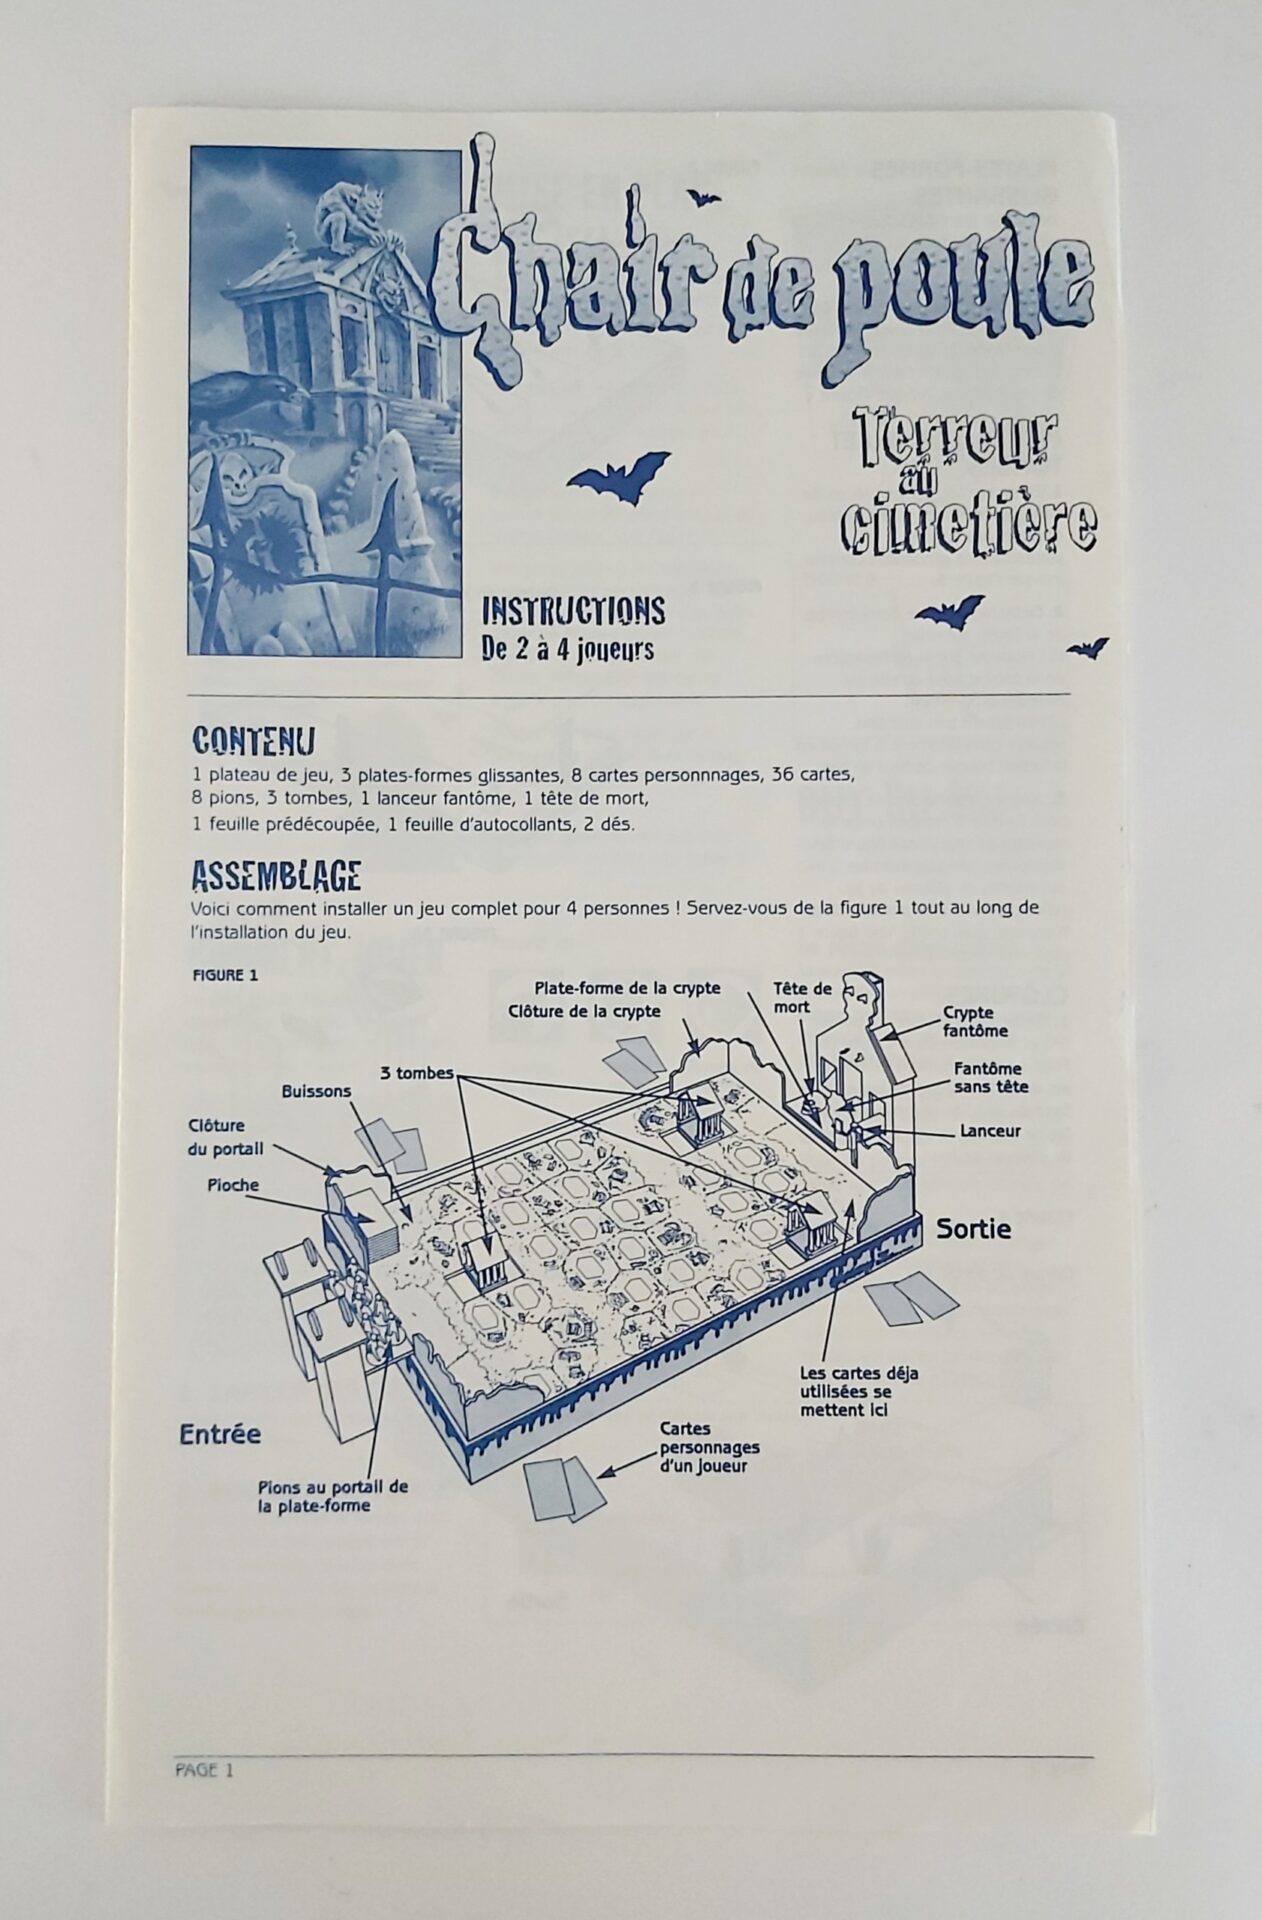 Chair de poule
Terreur
au
cimetière
INSTRUCTIONS
De 2 à 4 joueurs
CONTENU
1 plateau de jeu, 3 plates-formes glissantes, 8 cartes personnnages, 36 cartes,
8 pions, 3 tombes, 1 lanceur fantôme, 1 tête de mort,
1 feuille prédécoupée, 1 feuille d'autocollants, 2 dés.
ASSEMBLAGE
Voici comment installer un jeu complet pour 4 personnes ! Servez-vous de la figure 1 tout au long de
l'installation du jeu.
FIGURE 1
Plate-forme de la crypte
Clôture de la crypte
Tête de
mort
Crypte
fantôme
Fantôme
sans tête
Lanceur
3 tombes
Buissons
Clôture
du portail
Pioche
Sortie
Les cartes déja
utilisées se
mettent ici
Cartes
personnages
d'un joueur
Entrée
Pions au portail de
la plate-forme
PAGE 1